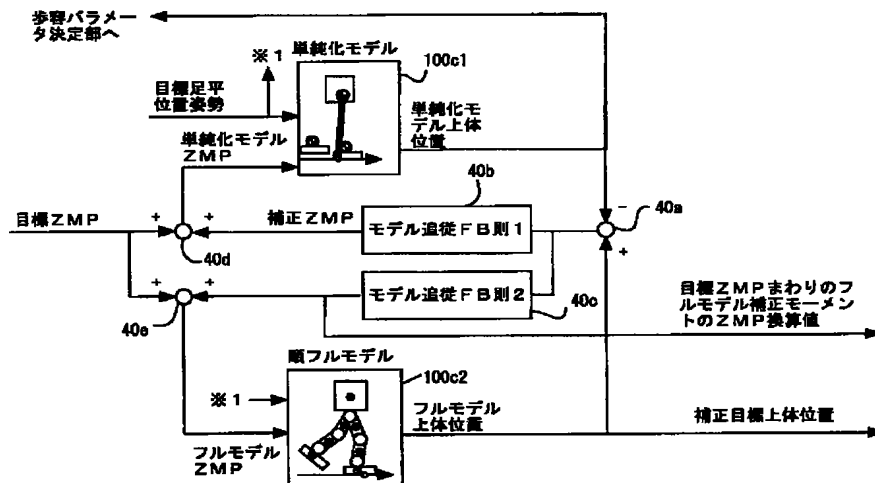 歩容パラメー
タ決定部へ
※1
単純化モデル
100c1
目標足平
位置姿勢
単純化モ
デル上体
位置
単純化モデル
ZMP
40b
目標ZMP
+
+
補正ZMP
モデル追従FB則1
-
40a
+
40d
+
+
モデル追従FB則2
40c
目標ZMPまわりのフ
ルモデル補正モーメン
トのZMP換算値
40e
順フルモデル
100c2
※1
フルモデル
上体位置
補正目標上体位置
フルモデル
ZMP